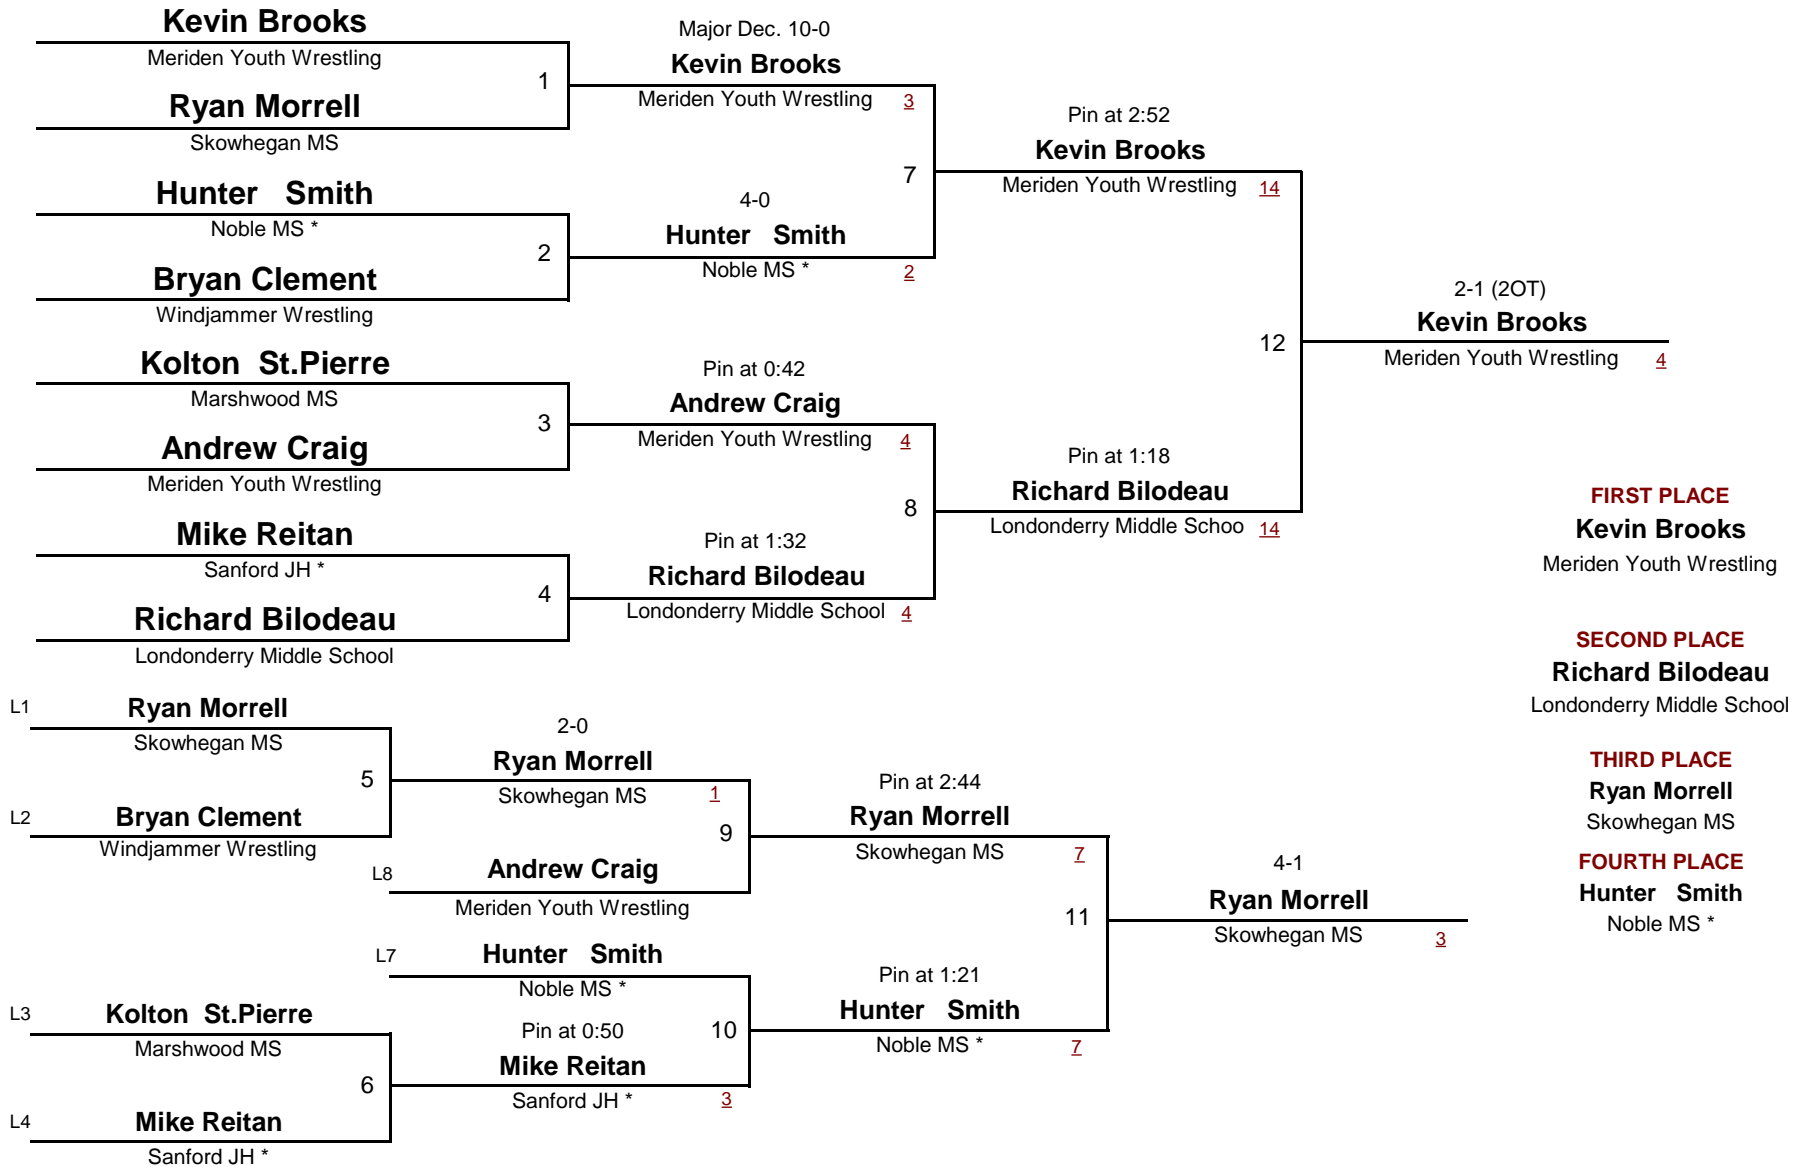 Kevin Brooks
Meriden Youth Wrestling
1
Ryan Morrell
Skowhegan MS
Hunter   Smith
Noble MS *
2
Bryan Clement
Windjammer Wrestling
Kolton  St.Pierre
Marshwood MS
3
Andrew Craig
Meriden Youth Wrestling
Mike Reitan
Sanford JH *
4
Richard Bilodeau
Londonderry Middle School
Major Dec. 10-0
Kevin Brooks
Meriden Youth Wrestling 3
7
4-0
Hunter   Smith
Noble MS * 2
Pin at 0:42
Andrew Craig
Meriden Youth Wrestling 4
8
Pin at 1:32
Richard Bilodeau
Londonderry Middle School 4
Pin at 2:52
Kevin Brooks
Meriden Youth Wrestling 14
12
Pin at 1:18
Richard Bilodeau
Londonderry Middle Schoo 14
2-1 (2OT)
Kevin Brooks
Meriden Youth Wrestling 4
FIRST PLACE
Kevin Brooks
Meriden Youth Wrestling
SECOND PLACE
Richard Bilodeau
Londonderry Middle School
THIRD PLACE
Ryan Morrell
Skowhegan MS
FOURTH PLACE
Hunter   Smith
Noble MS *
L1 Ryan Morrell
Skowhegan MS
5
L2 Bryan Clement
Windjammer Wrestling
2-0
Ryan Morrell
Skowhegan MS 1
9
L8 Andrew Craig
Meriden Youth Wrestling
L7 Hunter   Smith
Noble MS *
10
Pin at 0:50
Mike Reitan
Sanford JH * 3
L3 Kolton  St.Pierre
Marshwood MS
6
L4 Mike Reitan
Sanford JH *
Pin at 2:44
Ryan Morrell
Skowhegan MS 7
11
Pin at 1:21
Hunter   Smith
Noble MS * 7
4-1
Ryan Morrell
Skowhegan MS 3